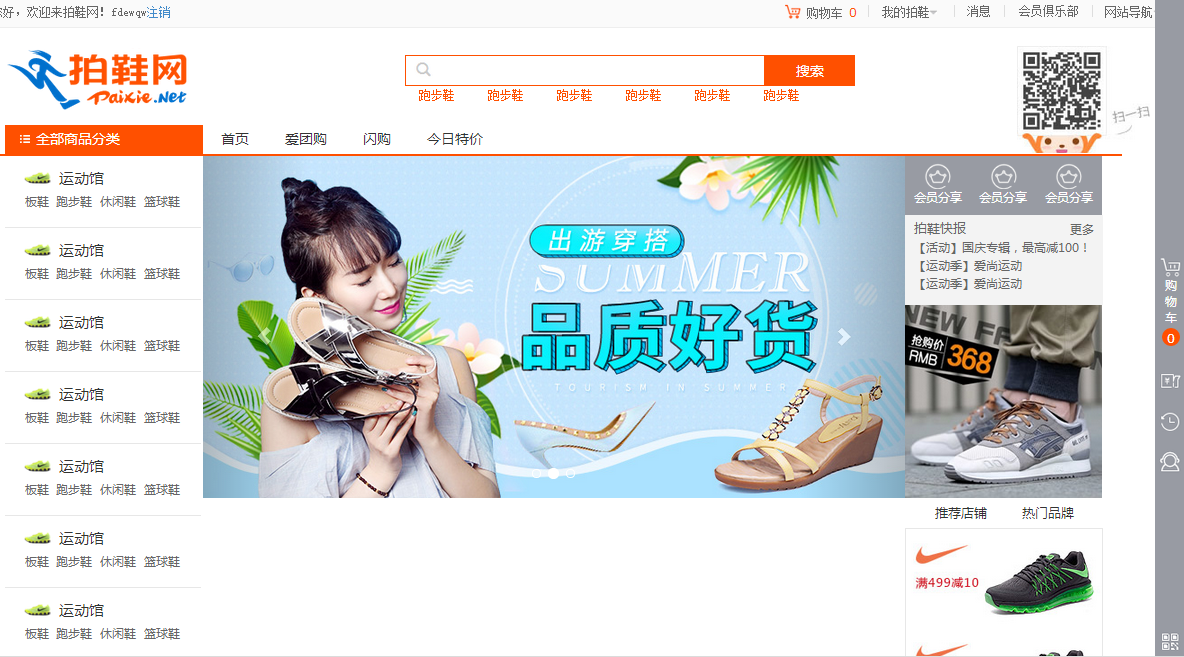 好，欢迎来拍鞋网！fdewqw注销
购物车 0 我的拍鞋 消息 会员俱乐部 网站导航
拍鞋网
Paixie.Net
搜索
跑步鞋 跑步鞋 跑步鞋 跑步鞋 跑步鞋 跑步鞋
扫一扫
全部商品分类 首页 爱团购 闪购 今日特价
运动馆
板鞋 跑步鞋 休闲鞋 篮球鞋
运动馆
板鞋 跑步鞋 休闲鞋 篮球鞋
运动馆
板鞋 跑步鞋 休闲鞋 篮球鞋
运动馆
板鞋 跑步鞋 休闲鞋 篮球鞋
运动馆
板鞋 跑步鞋 休闲鞋 篮球鞋
运动馆
板鞋 跑步鞋 休闲鞋 篮球鞋
运动馆
板鞋 跑步鞋 休闲鞋 篮球鞋
出游穿搭
SUMMER
品质好货
TOURISM IN SUMMER
会员分享 会员分享 会员分享
拍鞋快报 更多
【活动】国庆专辑，最高减100！
【运动季】爱尚运动
【运动季】爱尚运动
NEW FA
抢购价
RMB 368
推荐店铺 热门品牌
满499减10
购物车
0